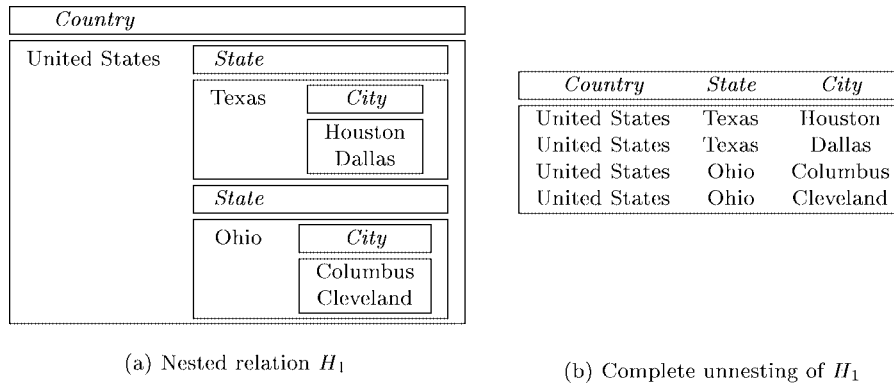 Country
United States State
Texas City
Houston
Dallas
State
Ohio City
Columbus
Cleveland
(a) Nested relation H1
Country State City
United States Texas Houston
United States Texas Dallas
United States Ohio Columbus
United States Ohio Cleveland
(b) Complete unnesting of H1